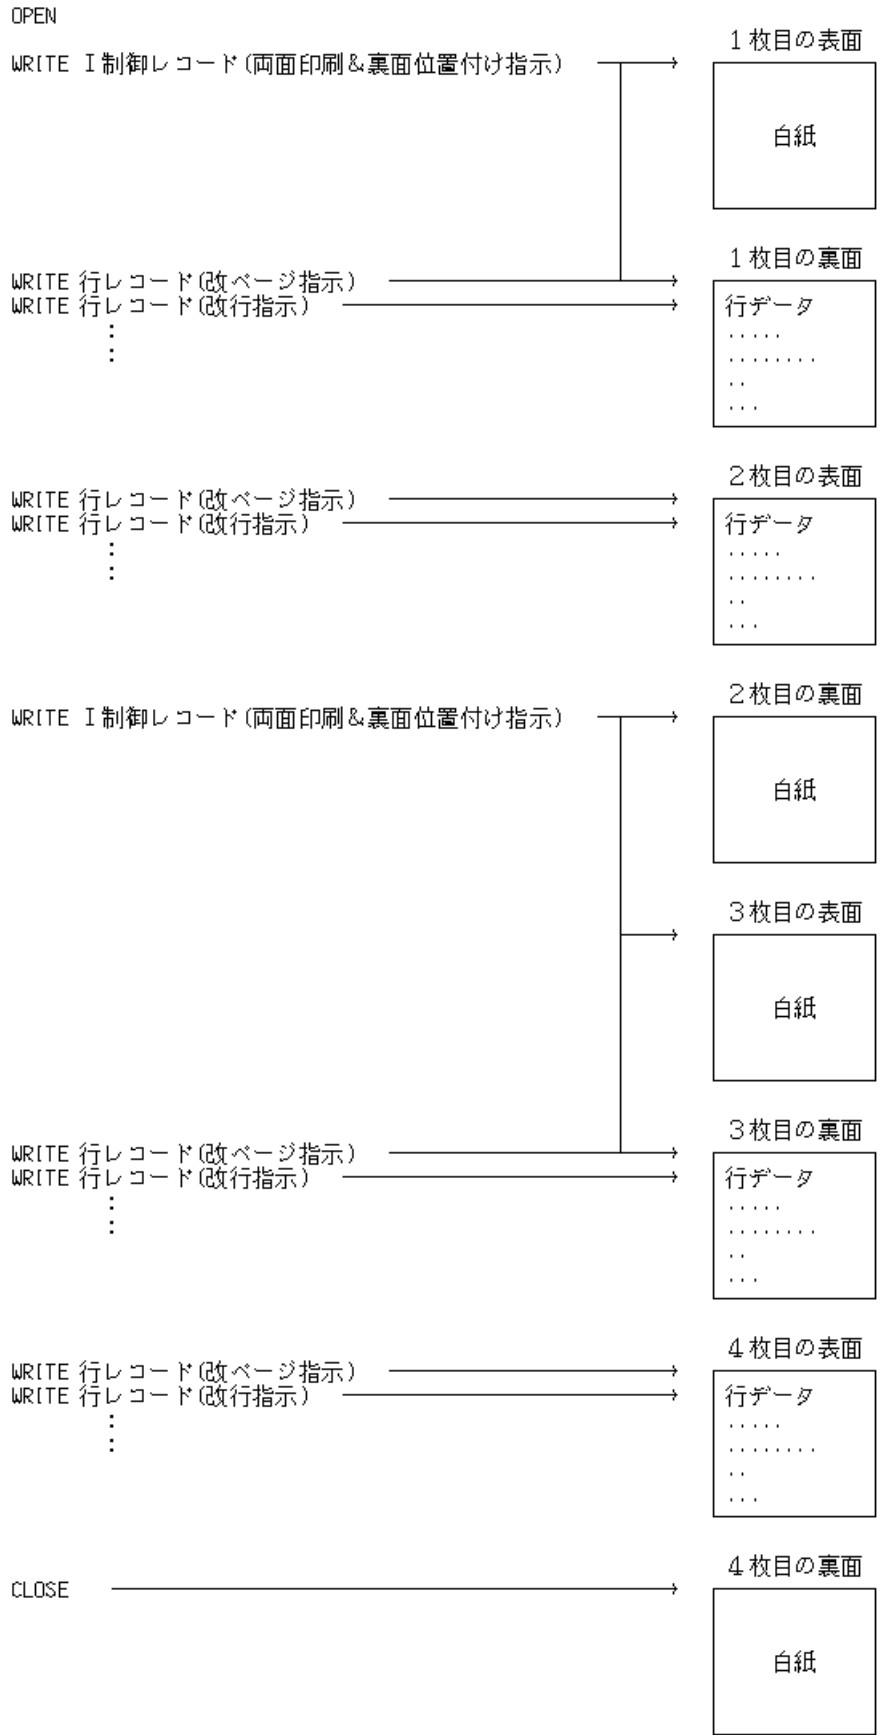 OPEN
1枚目の表面
WRITE I制御レコード(両面印刷&裏面位置付け指示)
白紙
1枚目の裏面
WRITE 行レコード(改ページ指示)
WRITE 行レコード(改行指示)
:
:
行データ
.....
........
..
...
2枚目の表面
WRITE 行レコード(改ページ指示)
WRITE 行レコード(改行指示)
:
:
行データ
.....
........
..
...
2枚目の裏面
WRITE I制御レコード(両面印刷&裏面位置付け指示)
白紙
3枚目の表面
白紙
3枚目の裏面
WRITE 行レコード(改ページ指示)
WRITE 行レコード(改行指示)
:
:
行データ
.....
........
..
...
4枚目の表面
WRITE 行レコード(改ページ指示)
WRITE 行レコード(改行指示)
:
:
行データ
.....
........
..
...
4枚目の裏面
CLOSE
白紙